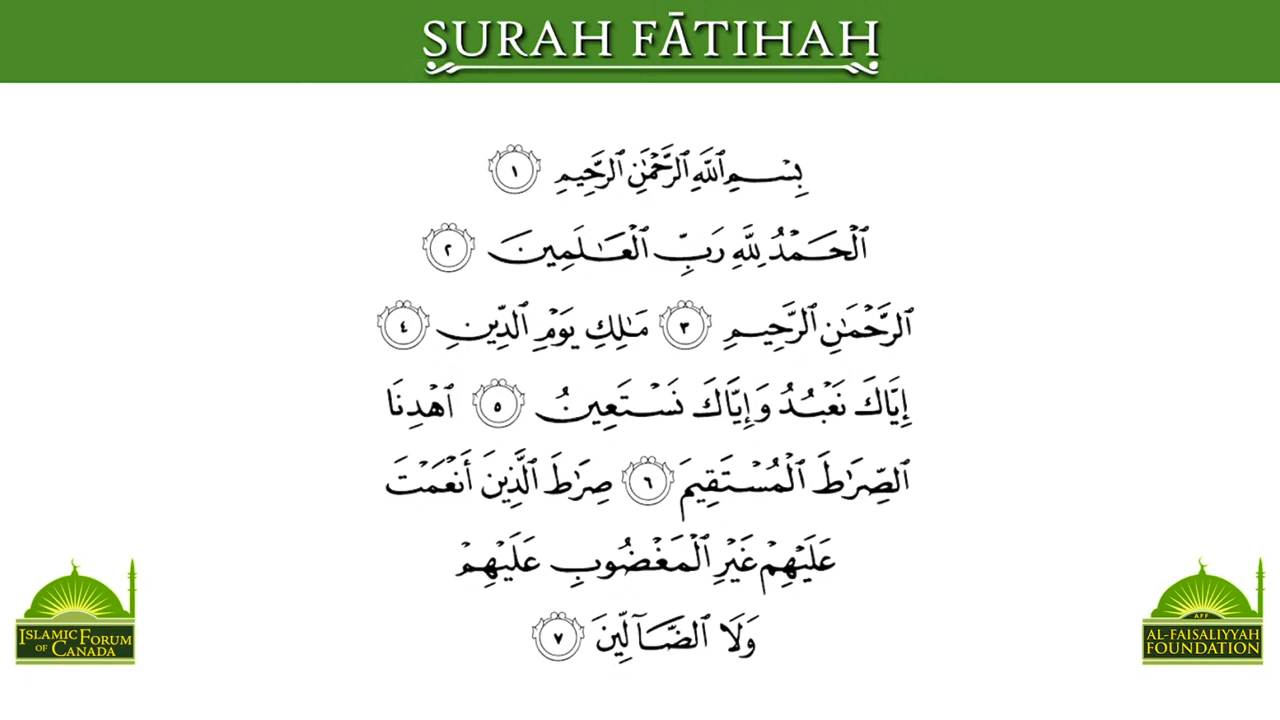 SURAH FĀTIHAH
بِسْمِ ٱللَّهِ ٱلرَّحْمَٰنِ ٱلرَّحِيمِ ١
ٱلْحَمْدُ لِلَّهِ رَبِّ ٱلْعَٰلَمِينَ ٢
ٱلرَّحْمَٰنِ ٱلرَّحِيمِ ٣ مَٰلِكِ يَوْمِ ٱلدِّينِ ٤
إِيَّاكَ نَعْبُدُ وَإِيَّاكَ نَسْتَعِينُ ٥ ٱهْدِنَا
ٱلصِّرَٰطَ ٱلْمُسْتَقِيمَ ٦ صِرَٰطَ ٱلَّذِينَ أَنْعَمْتَ
عَلَيْهِمْ غَيْرِ ٱلْمَغْضُوبِ عَلَيْهِمْ
وَلَا ٱلضَّآلِّينَ ٧
ISLAMIC FORUM
OF CANADA
AFF
AL-FAISALIYYAH
FOUNDATION